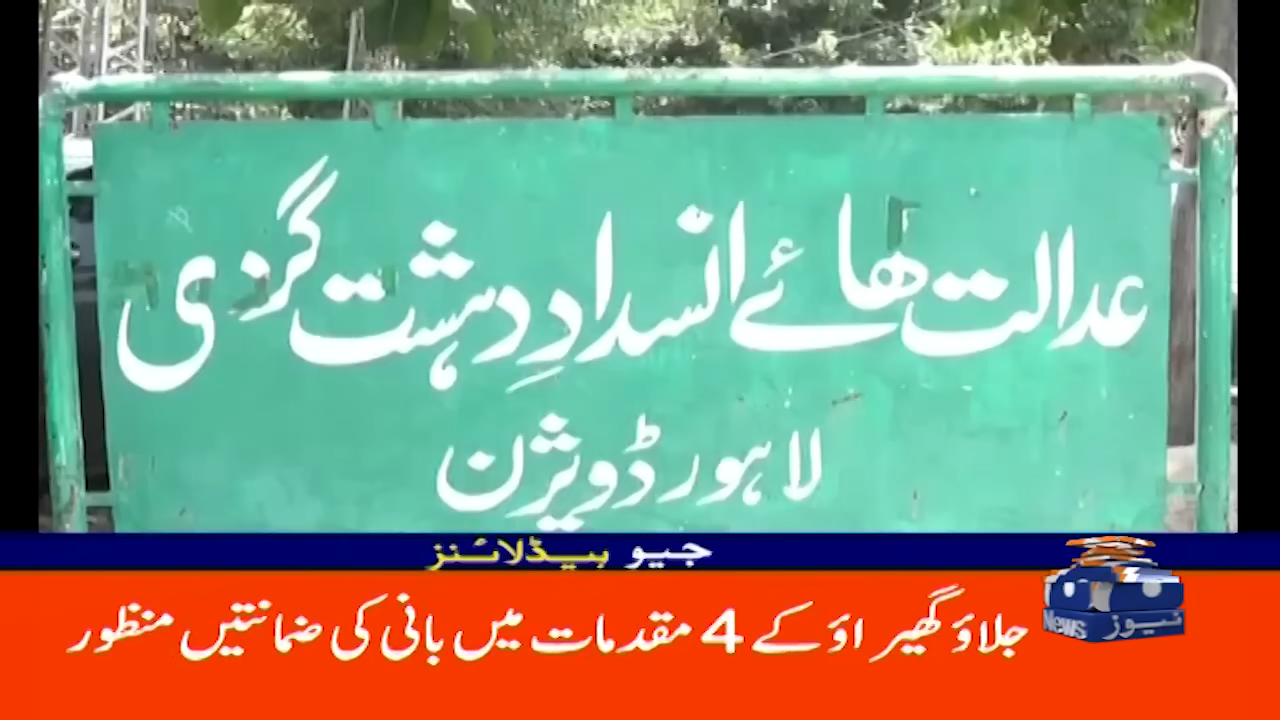 عدالت ھائے انسدادِ دہشت گردی
لاہور ڈویژن
جیو ہیڈلائنز
جلاؤ گھیراؤ کے 4 مقدمات میں بانی کی ضمانتیں منظور
News نیوز